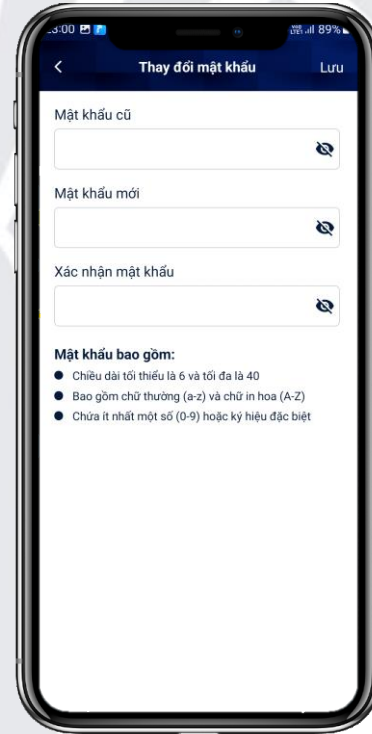 3:00 89%
Thay đổi mật khẩu Lưu
Mật khẩu cũ
Mật khẩu mới
Xác nhận mật khẩu
Mật khẩu bao gồm:
Chiều dài tối thiểu là 6 và tối đa là 40
Bao gồm chữ thường (a-z) và chữ in hoa (A-Z)
Chứa ít nhất một số (0-9) hoặc ký hiệu đặc biệt